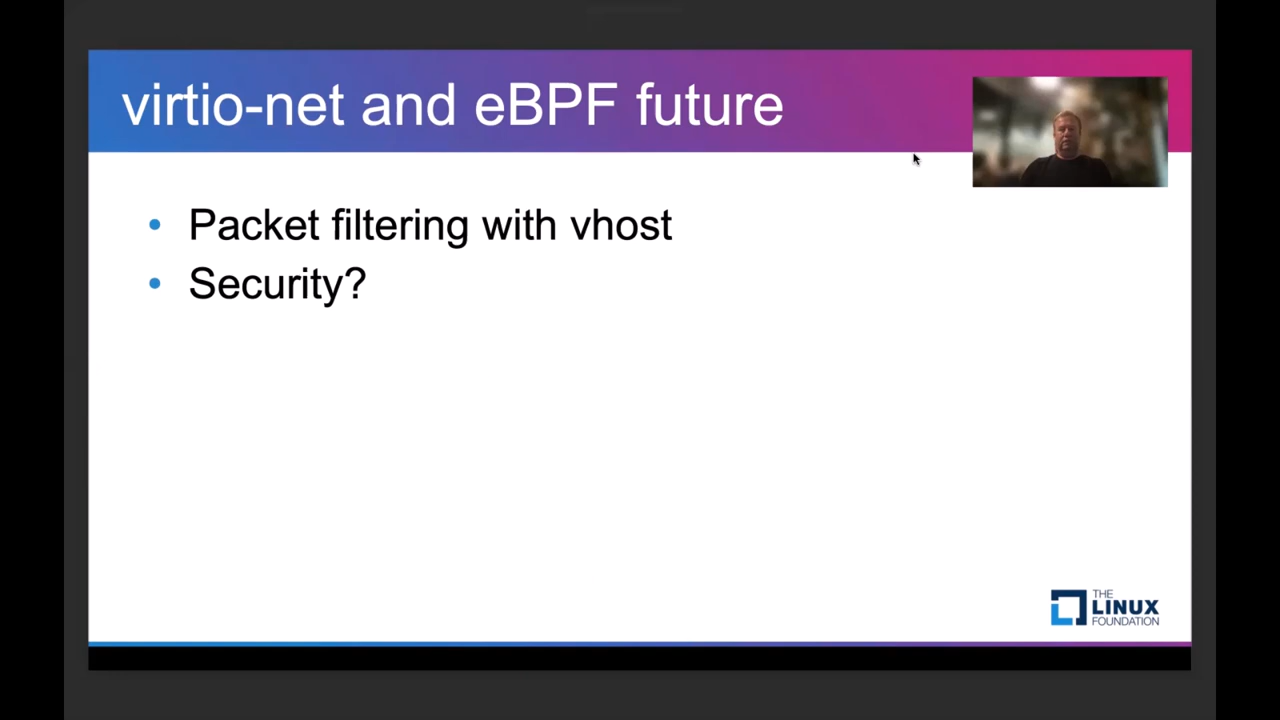 virtio-net and eBPF future
• Packet filtering with vhost
• Security?
THE
LINUX
FOUNDATION